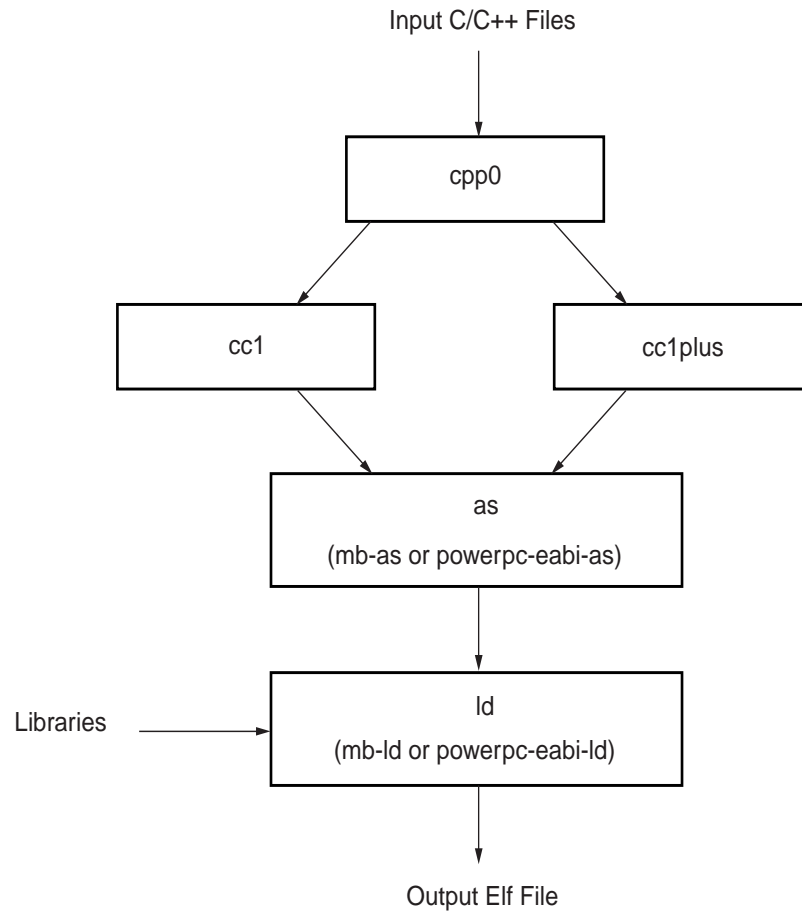 Input C/C++ Files
cpp0
cc1
cc1plus
as
(mb-as or powerpc-eabi-as)
ld
(mb-ld or powerpc-eabi-ld)
Libraries
Output Elf File